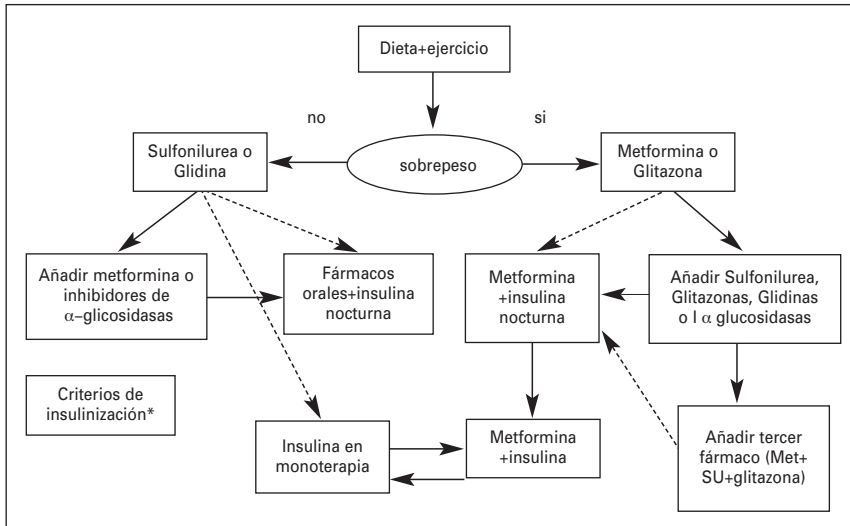 Dieta+ejercicio
no
si
Sulfonilurea o
Glidina
sobrepeso
Metformina o
Glitazona
Añadir metformina o
inhibidores de
α–glicosidasas
Fármacos
orales+insulina
nocturna
Metformina
+insulina
nocturna
Añadir Sulfonilurea,
Glitazonas, Glidinas
o I α glucosidasas
Criterios de
insulinización*
Insulina en
monoterapia
Metformina
+insulina
Añadir tercer
fármaco (Met+
SU+glitazona)